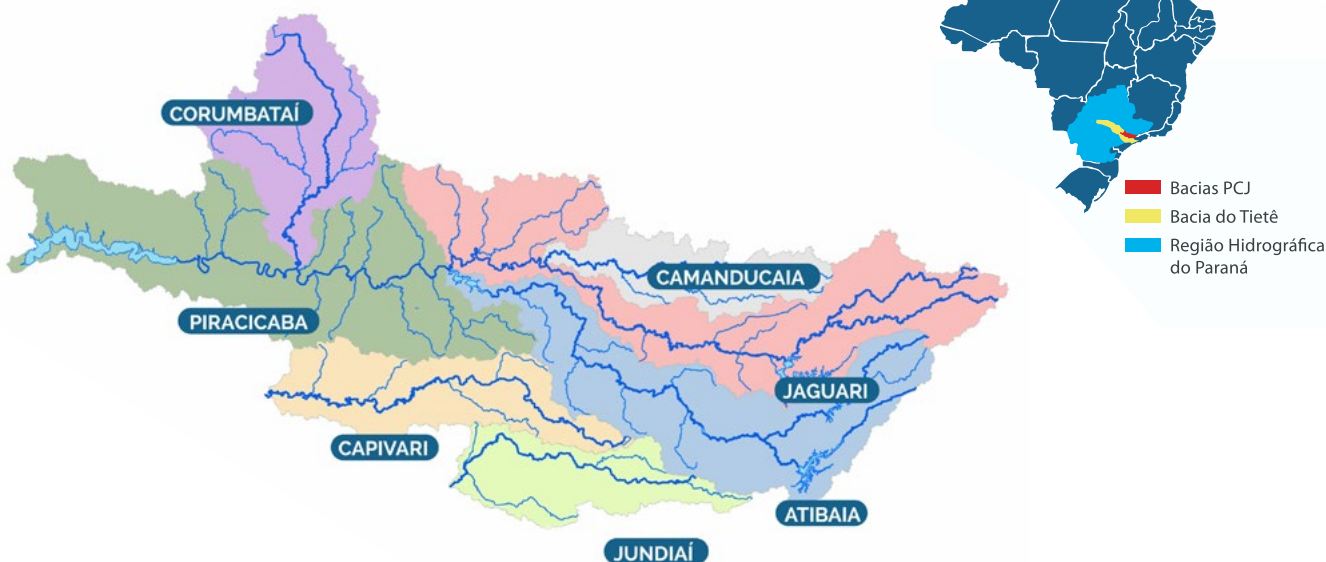 CORUMBATAÍ
PIRACICABA
CAMANDUCAIA
JAGUARI
CAPIVARI
ATIBAIA
JUNDIAÍ
Bacias PCJ
Bacia do Tietê
Região Hidrográfica
do Paraná